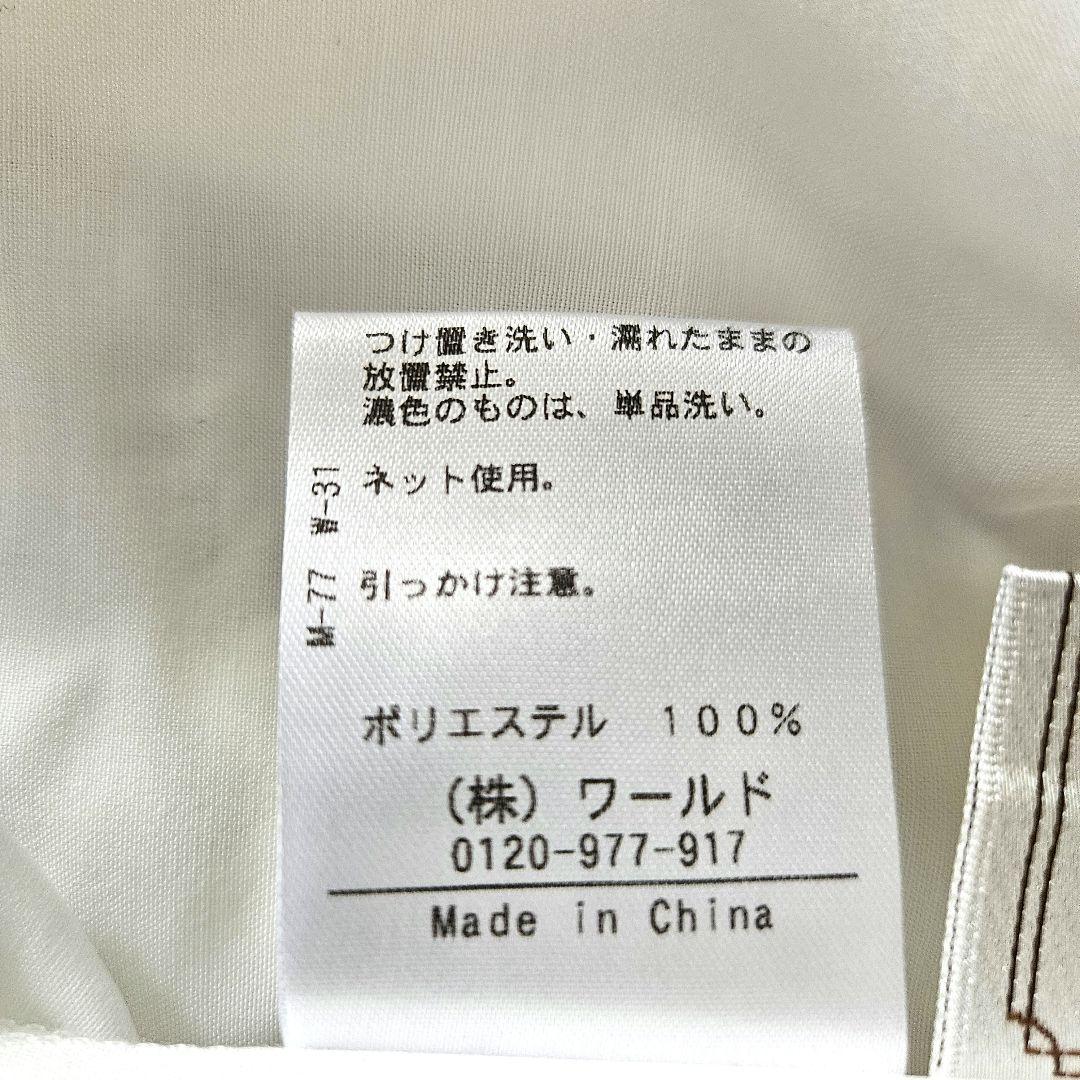 つけ置き洗い・濡れたままの
放置禁止。
濃色のものは、単品洗い。
W-31
ネット使用。
M-77
引っかけ注意。
ポリエステル 100%
(株) ワールド
0120-977-917
Made in China